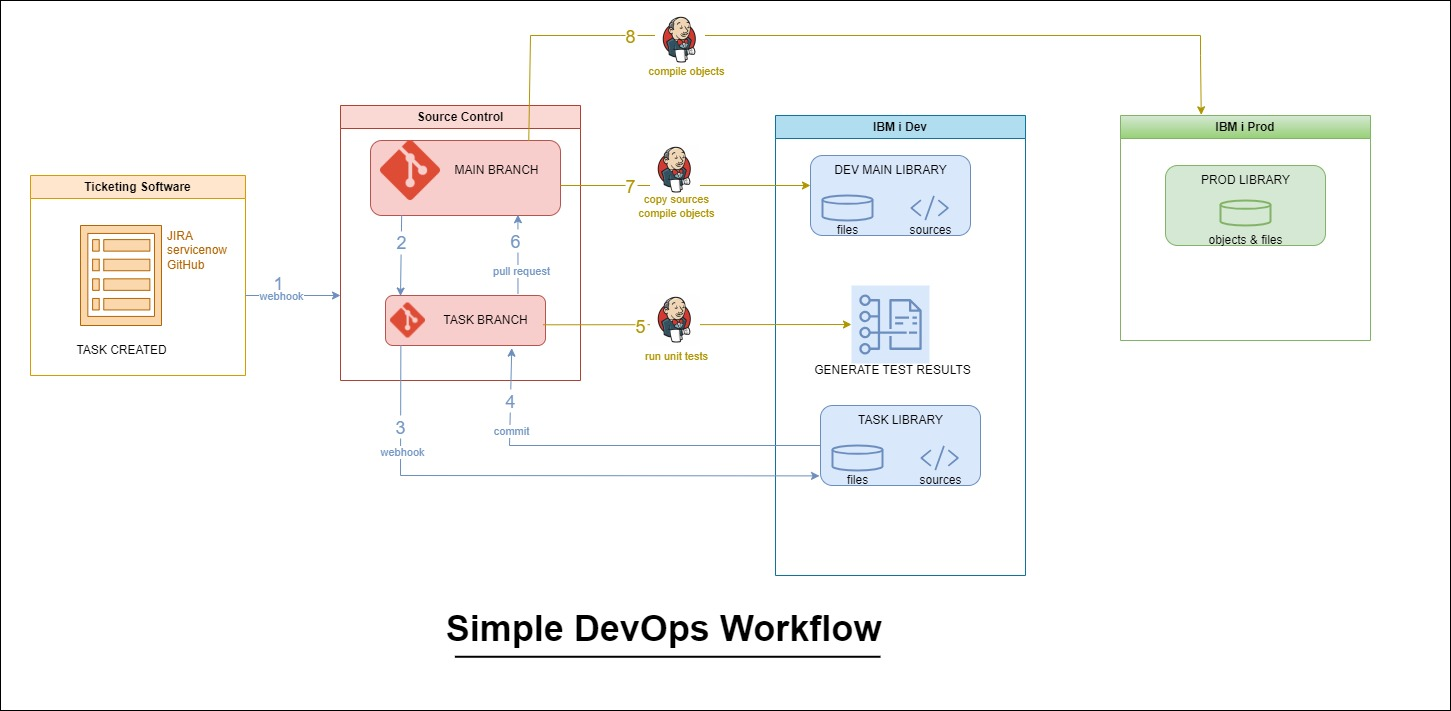 8
compile objects
Source Control
IBM i Dev
IBM i Prod
MAIN BRANCH
DEV MAIN LIBRARY
PROD LIBRARY
Ticketing Software
7
copy sources
compile objects
files
sources
objects & files
JIRA
servicenow
GitHub
2
6
pull request
1
webhook
TASK BRANCH
5
run unit tests
TASK CREATED
GENERATE TEST RESULTS
4
commit
3
webhook
TASK LIBRARY
files
sources
Simple DevOps Workflow